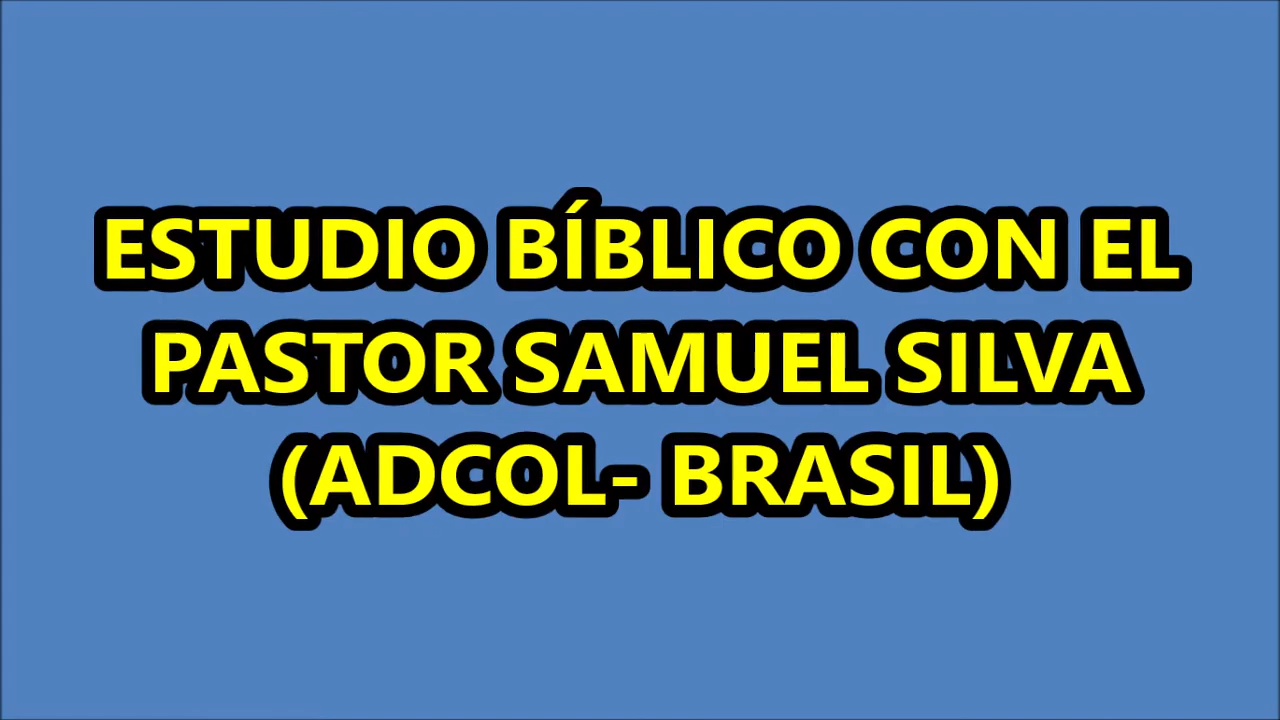 ESTUDIO BÍBLICO CON EL
PASTOR SAMUEL SILVA
(ADCOL- BRASIL)